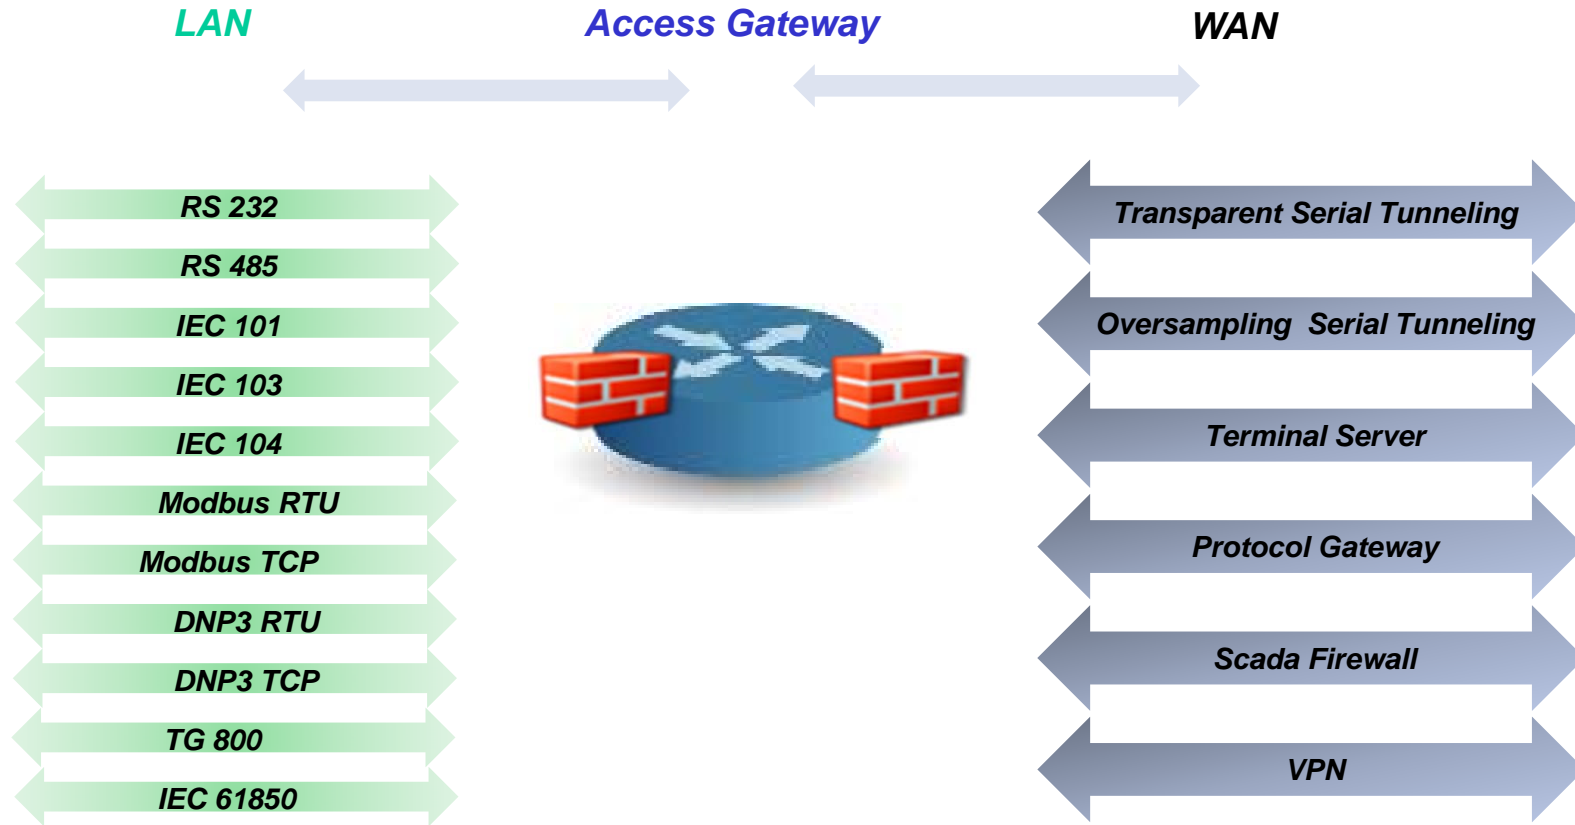 LAN
Access Gateway
WAN
RS 232
RS 485
IEC 101
IEC 103
IEC 104
Modbus RTU
Modbus TCP
DNP3 RTU
DNP3 TCP
TG 800
IEC 61850
Transparent Serial Tunneling
Oversampling  Serial Tunneling
Terminal Server
Protocol Gateway
Scada Firewall
VPN